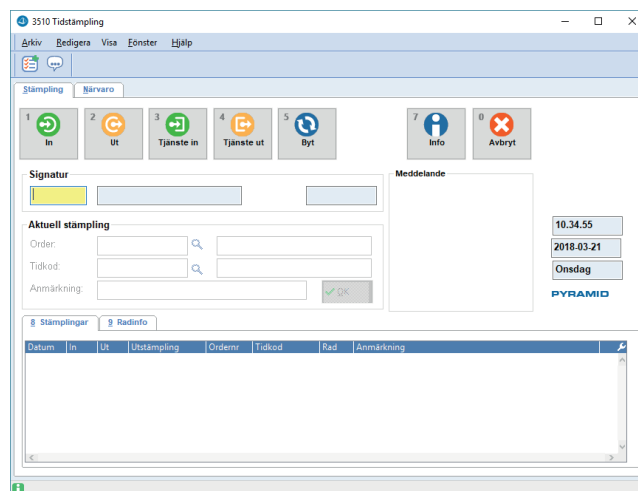 3510 Tidstämpling
Arkiv Redigera Visa Fönster Hjälp
Stämpling Närvaro
1 2 3 4 5 7 0
In Ut Tjänste in Tjänste ut Byt Info Avbryt
Signatur Meddelande
Aktuell stämpling
Order:
Tidkod:
Anmärkning: OK
10.34.55
2018-03-21
Onsdag
PYRAMID
8 Stämplingar 9 Radinfo
Datum In Ut Utstämpling Ordernr Tidkod Rad Anmärkning